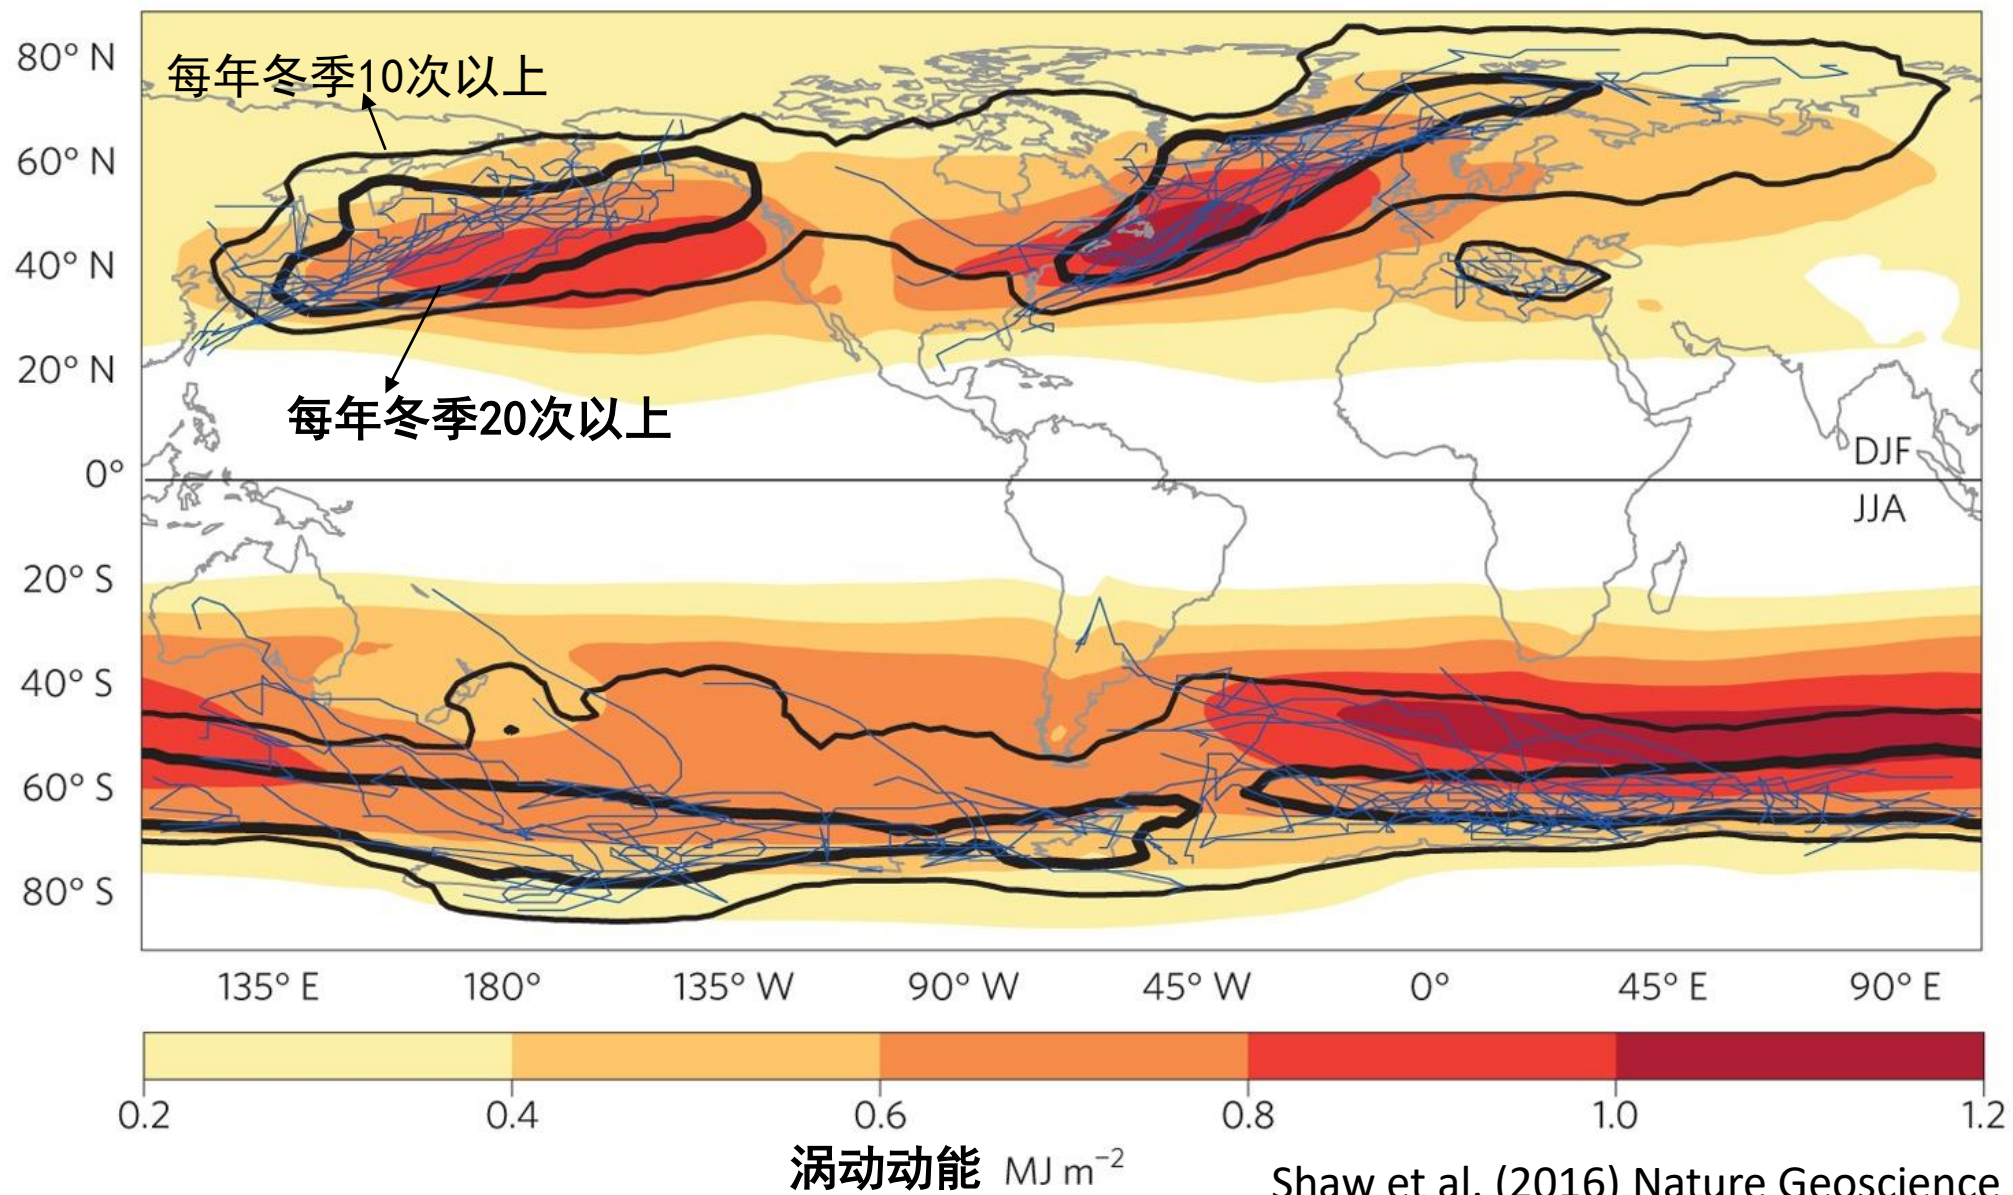 80° N
每年冬季10次以上
60° N
40° N
20° N
每年冬季20次以上
0°
DJF
JJA
20° S
40° S
60° S
80° S
135° E 180° 135° W 90° W 45° W 0° 45° E 90° E
0.2 0.4 0.6 0.8 1.0 1.2
涡动动能 MJ m⁻²
Shaw et al. (2016) Nature Geoscience